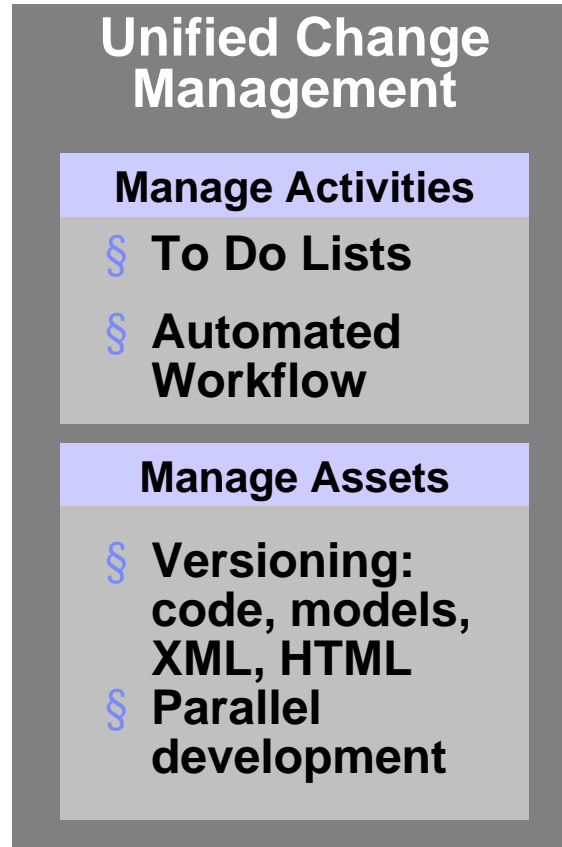 Unified Change
Management
Manage Activities
§ To Do Lists
§ Automated
Workflow
Manage Assets
§ Versioning:
code, models,
XML, HTML
§ Parallel
development